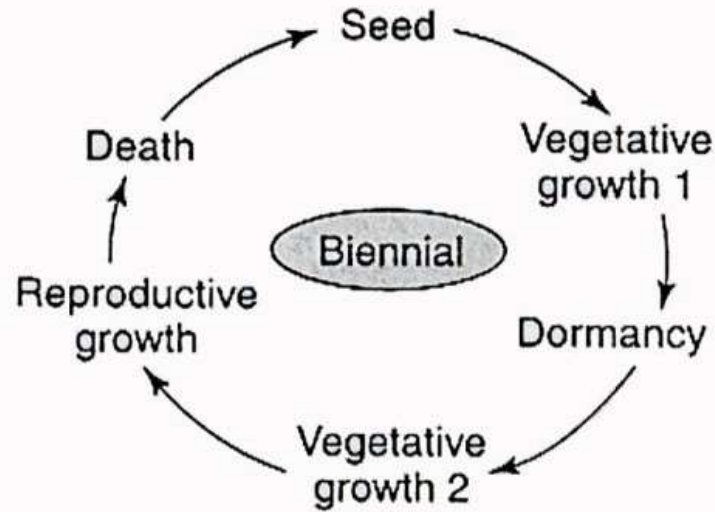 Seed
Vegetative
growth 1
Dormancy
Vegetative
growth 2
Reproductive
growth
Death
Biennial